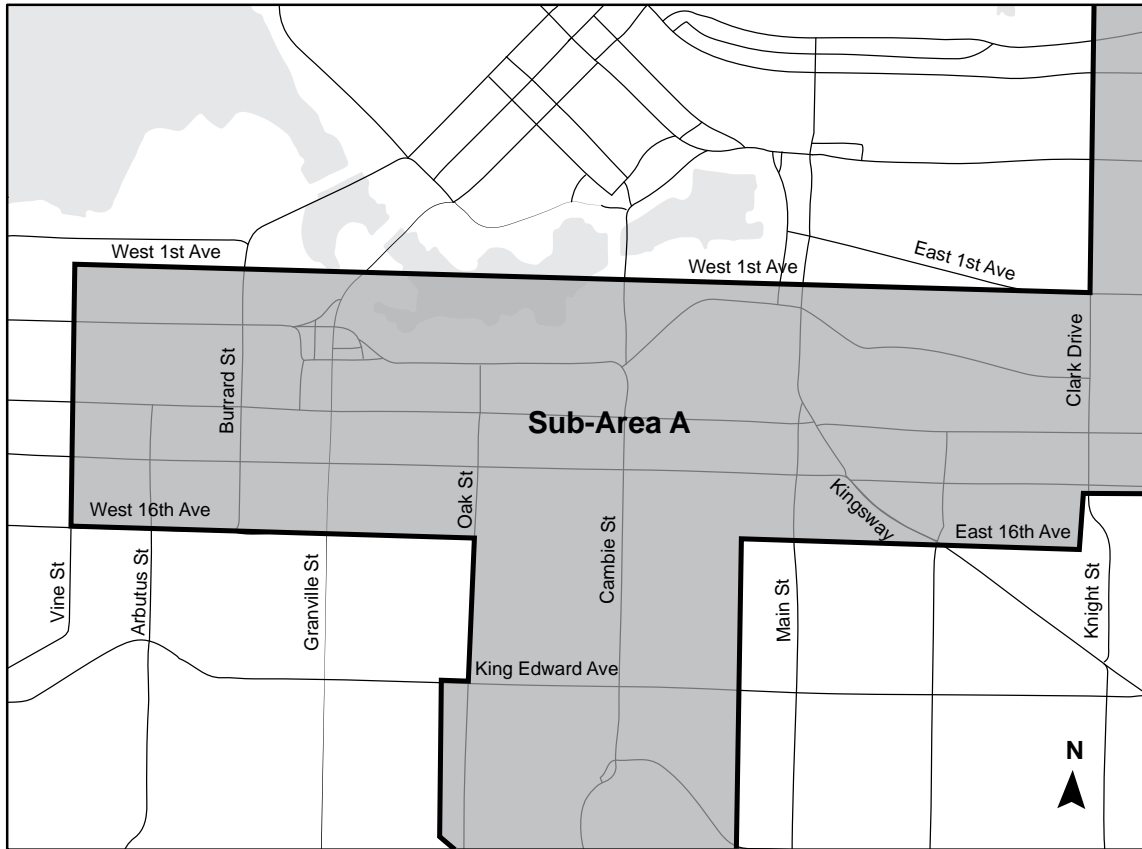 West 1st Ave
West 1st Ave
East 1st Ave
Burrard St
Clark Drive
Sub-Area A
West 16th Ave
Oak St
Cambie St
Kingsway
East 16th Ave
Vine St
Arbutus St
Granville St
Main St
Knight St
King Edward Ave
N